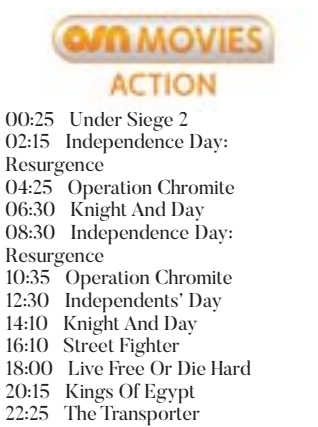 OSN MOVIES
ACTION
00:25 Under Siege 2
02:15 Independence Day:
Resurgence
04:25 Operation Chromite
06:30 Knight And Day
08:30 Independence Day:
Resurgence
10:35 Operation Chromite
12:30 Independents' Day
14:10 Knight And Day
16:10 Street Fighter
18:00 Live Free Or Die Hard
20:15 Kings Of Egypt
22:25 The Transporter